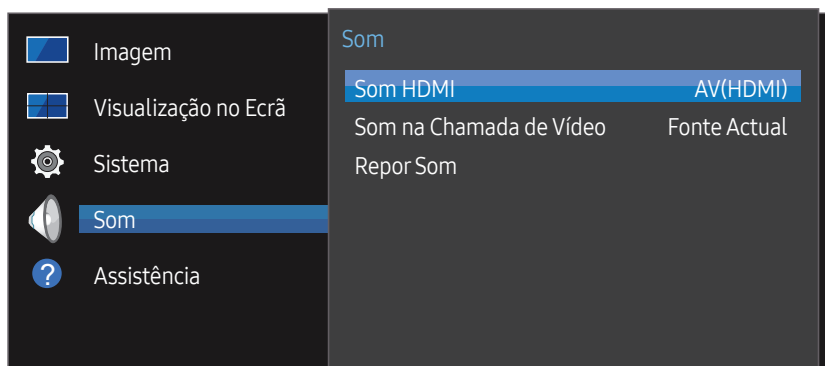 Imagem
Visualização no Ecrã
Sistema
Som
Assistência
Som
Som HDMI AV(HDMI)
Som na Chamada de Vídeo Fonte Actual
Repor Som